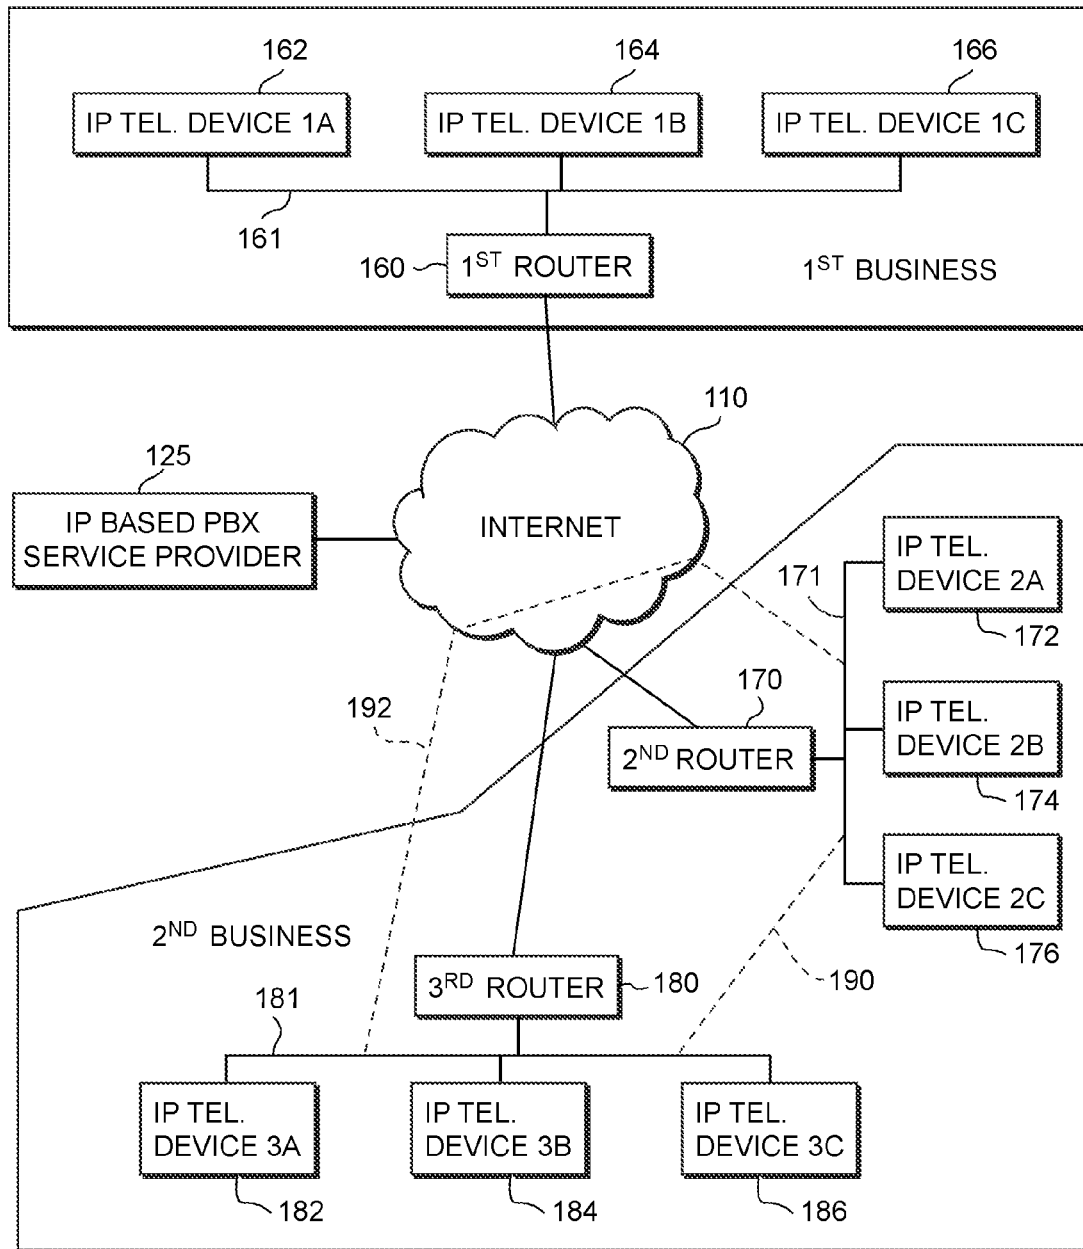 162
164
166
IP TEL. DEVICE 1A
IP TEL. DEVICE 1B
IP TEL. DEVICE 1C
161
160
1ST ROUTER
1ST BUSINESS
110
125
IP BASED PBX
SERVICE PROVIDER
INTERNET
171
IP TEL.
DEVICE 2A
172
170
192
2ND ROUTER
IP TEL.
DEVICE 2B
174
IP TEL.
DEVICE 2C
176
2ND BUSINESS
3RD ROUTER
180
190
181
IP TEL.
DEVICE 3A
IP TEL.
DEVICE 3B
IP TEL.
DEVICE 3C
182
184
186